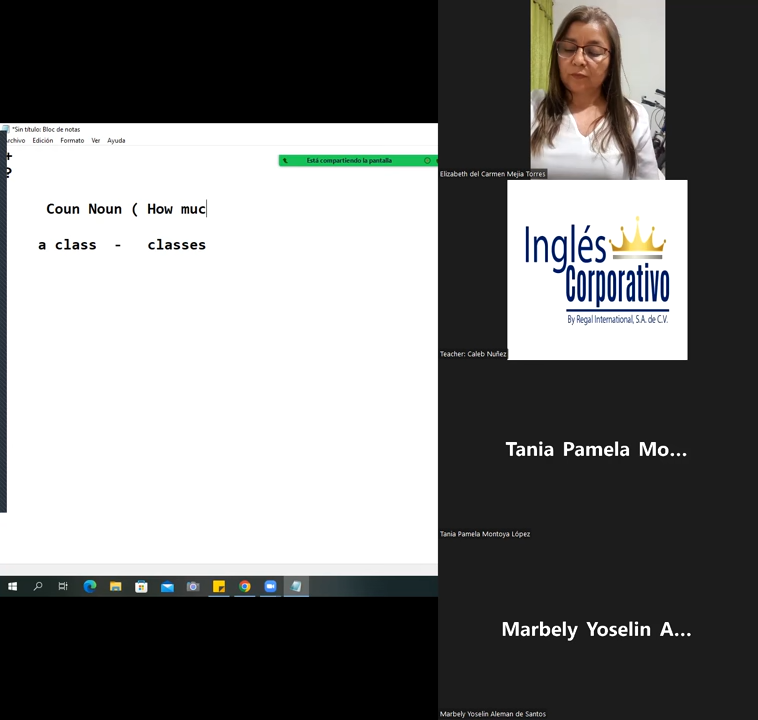 *Sin título: Bloc de notas
Archivo Edición Formato Ver Ayuda
+
Está compartiendo la pantalla
Coun Noun ( How muc
a class - classes
Elizabeth del Carmen Mejia Torres
Inglés
Corporativo
By Regal International, S.A. de C.V.
Teacher: Caleb Nuñez
Tania Pamela Mo...
Tania Pamela Montoya López
Marbely Yoselin A...
Marbely Yoselin Aleman de Santos